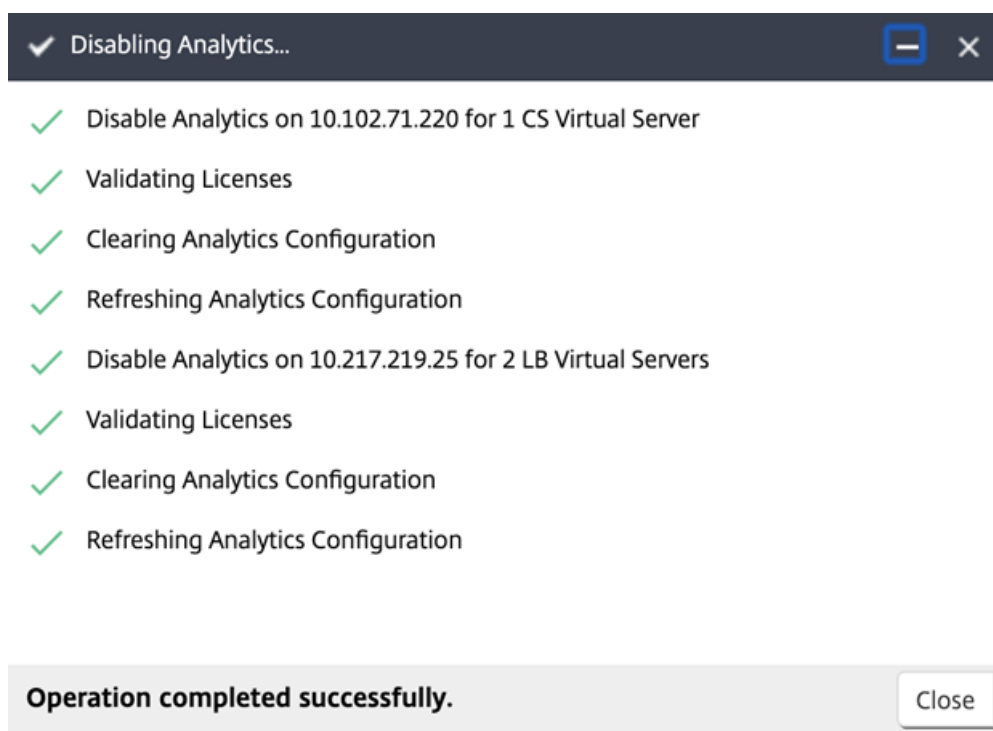 Disabling Analytics...
Disable Analytics on 10.102.71.220 for 1 CS Virtual Server
Validating Licenses
Clearing Analytics Configuration
Refreshing Analytics Configuration
Disable Analytics on 10.217.219.25 for 2 LB Virtual Servers
Validating Licenses
Clearing Analytics Configuration
Refreshing Analytics Configuration
Operation completed successfully.
Close